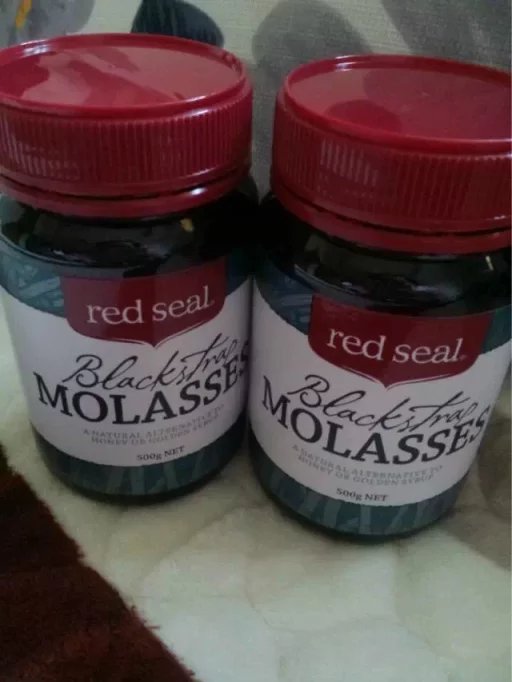 red seal®
Blackstrap
MOLASSES
A NATURAL ALTERNATIVE TO
HONEY OR GOLDEN SYRUP
500g NET
red seal®
Blackstrap
MOLASSES
A NATURAL ALTERNATIVE TO
HONEY OR GOLDEN SYRUP
500g NET